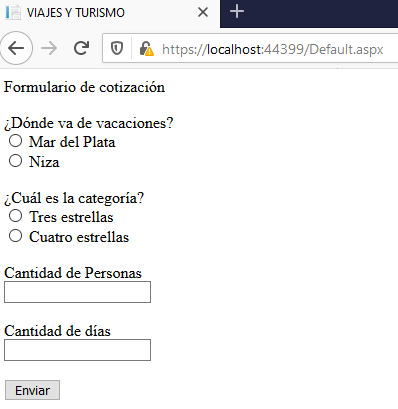 VIAJES Y TURISMO
https://localhost:44399/Default.aspx
Formulario de cotización
¿Dónde va de vacaciones?
Mar del Plata
Niza
¿Cuál es la categoría?
Tres estrellas
Cuatro estrellas
Cantidad de Personas
Cantidad de días
Enviar